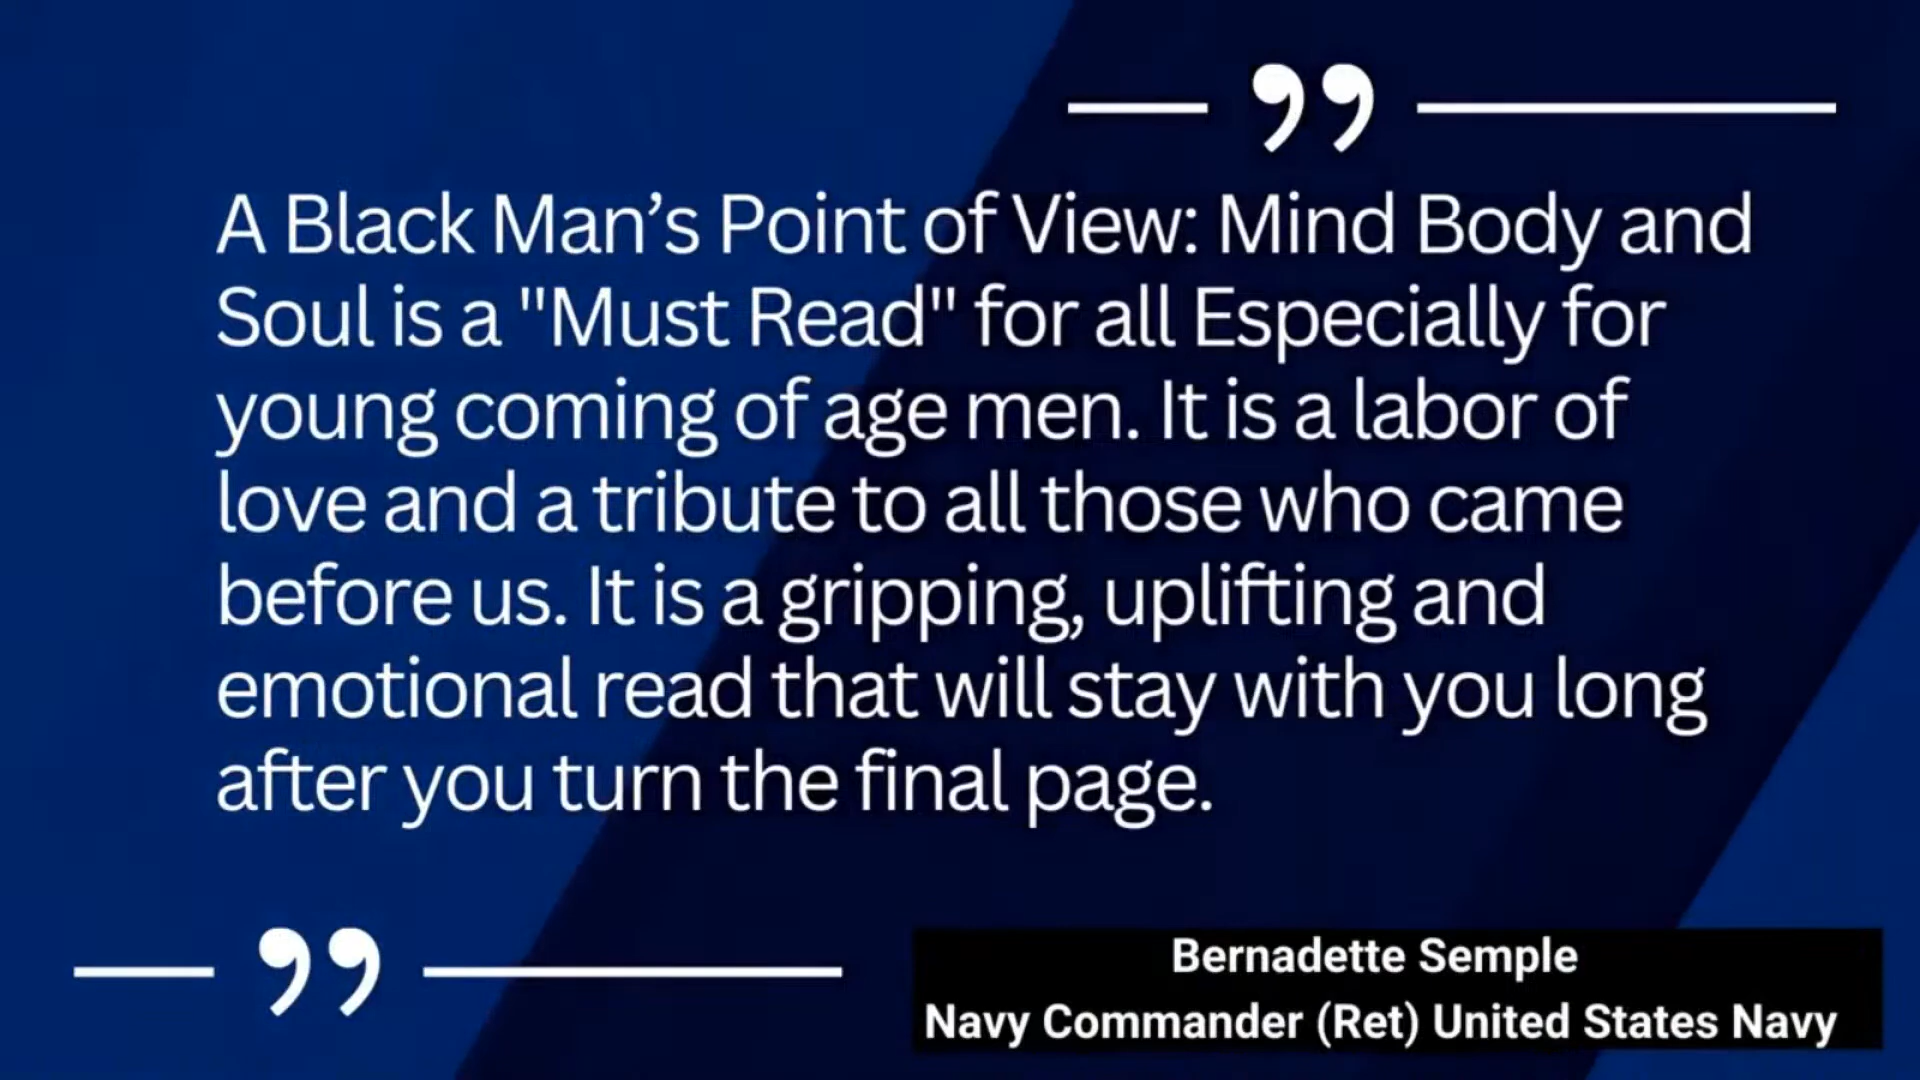 ”
A Black Man’s Point of View: Mind Body and
Soul is a "Must Read" for all Especially for
young coming of age men. It is a labor of
love and a tribute to all those who came
before us. It is a gripping, uplifting and
emotional read that will stay with you long
after you turn the final page.
”
Bernadette Semple
Navy Commander (Ret) United States Navy